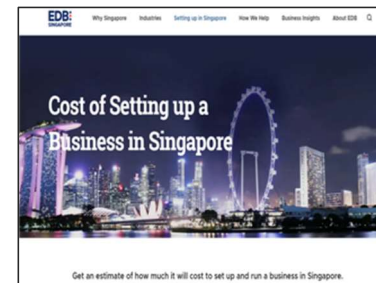 EDB
SINGAPORE
Why Singapore Industries Setting up in Singapore How We Help Business Insights About EDB
Cost of Setting up a
Business in Singapore
Get an estimate of how much it will cost to set up and run a business in Singapore.